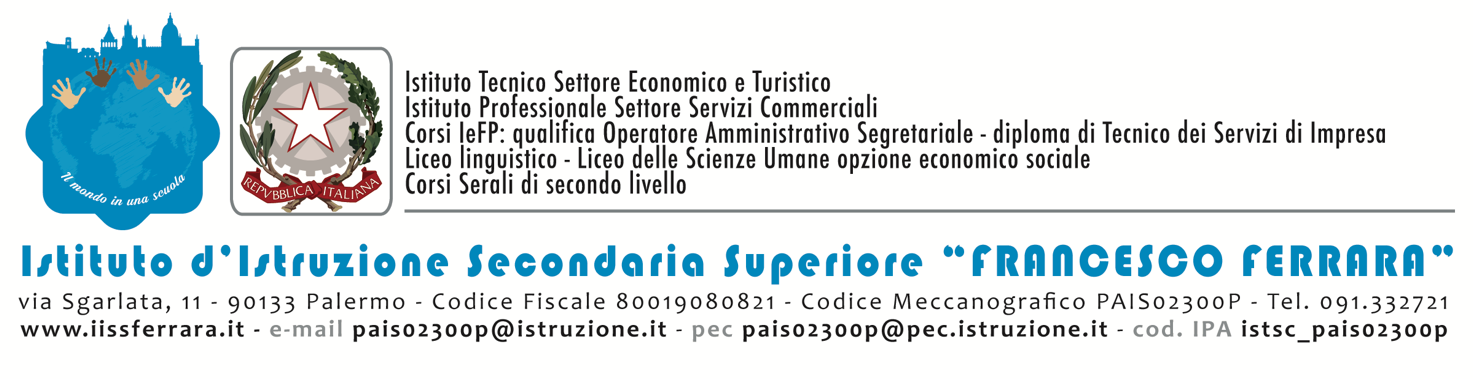 Il mondo in una scuola
REPVBBLICA ITALIANA
Istituto Tecnico Settore Economico e Turistico
Istituto Professionale Settore Servizi Commerciali
Corsi IeFP: qualifica Operatore Amministrativo Segretariale - diploma di Tecnico dei Servizi di Impresa
Liceo linguistico - Liceo delle Scienze Umane opzione economico sociale
Corsi Serali di secondo livello
Istituto d'Istruzione Secondaria Superiore "FRANCESCO FERRARA"
via Sgarlata, 11 - 90133 Palermo - Codice Fiscale 80019080821 - Codice Meccanografico PAIS02300P - Tel. 091.332721
www.iissferrara.it - e-mail pais02300p@istruzione.it - pec pais02300p@pec.istruzione.it - cod. IPA istsc_pais02300p